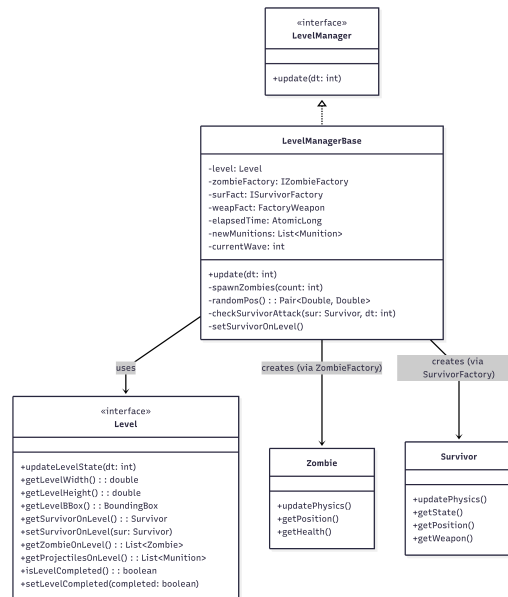 «interface»
LevelManager
+update(dt: int)
LevelManagerBase
-level: Level
-zombieFactory: IZombieFactory
-surFact: ISurvivorFactory
-weapFact: FactoryWeapon
-elapsedTime: AtomicLong
-newMunitions: List<Munition>
-currentWave: int
+update(dt: int)
-spawnZombies(count: int)
-randomPos() : : Pair<Double, Double>
-checkSurvivorAttack(sur: Survivor, dt: int)
-setSurvivorOnLevel()
uses
creates (via ZombieFactory)
creates (via
SurvivorFactory)
«interface»
Level
+updateLevelState(dt: int)
+getLevelWidth() : : double
+getLevelHeight() : : double
+getLevelBBox() : : BoundingBox
+getSurvivorOnLevel() : : Survivor
+setSurvivorOnLevel(sur: Survivor)
+getZombieOnLevel() : : List<Zombie>
+getProjectilesOnLevel() : : List<Munition>
+isLevelCompleted() : : boolean
+setLevelCompleted(completed: boolean)
Zombie
+updatePhysics()
+getPosition()
+getHealth()
Survivor
+updatePhysics()
+getState()
+getPosition()
+getWeapon()